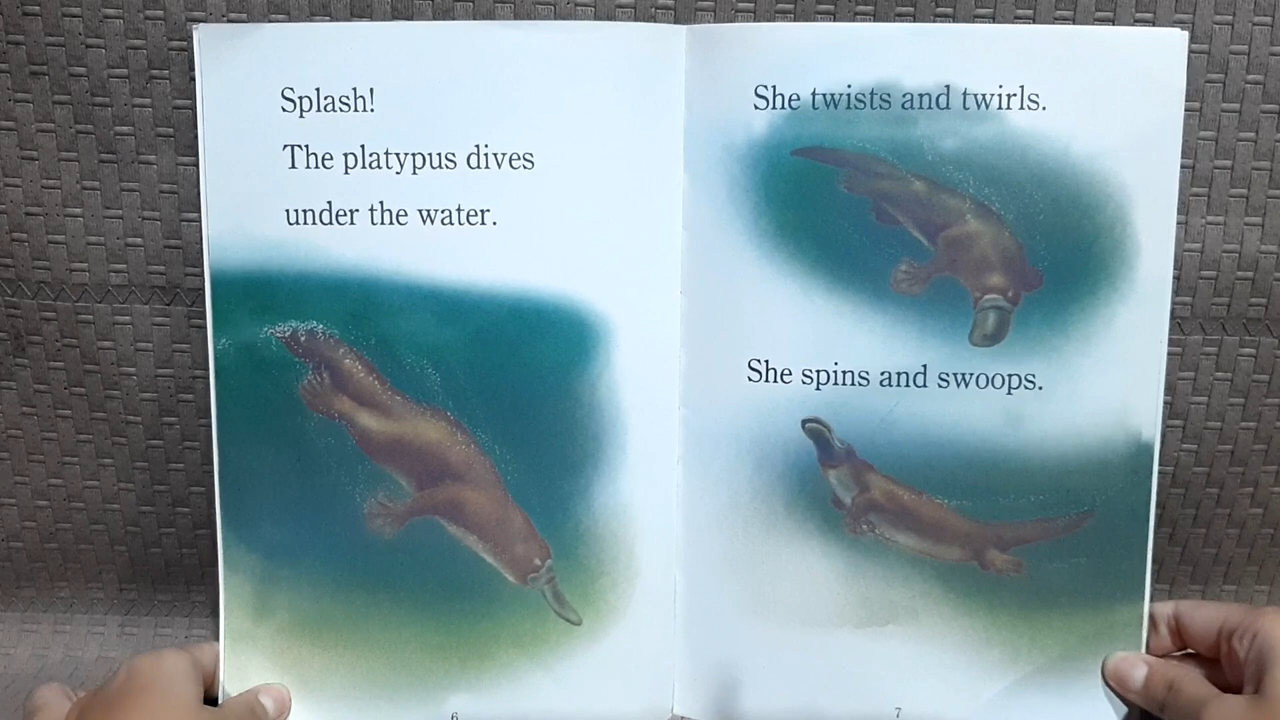 Splash!
The platypus dives
under the water.
6
She twists and twirls.
She spins and swoops.
7